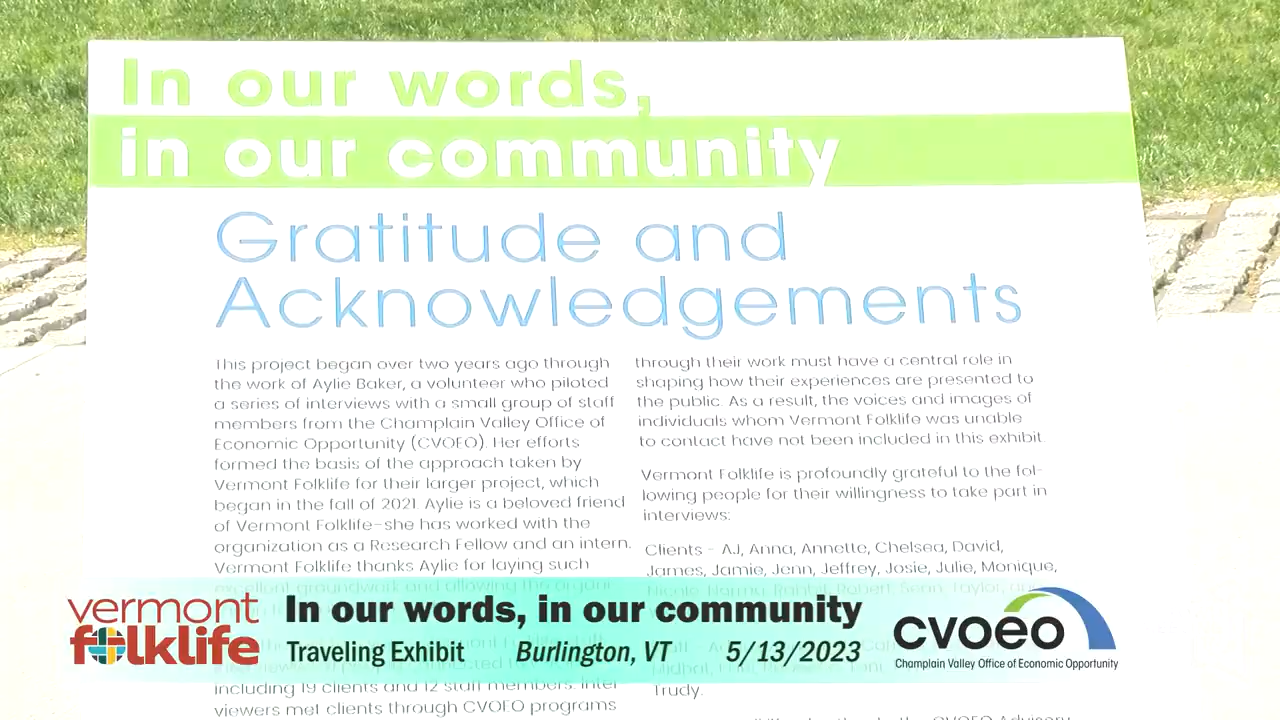 In our words,
in our community
Gratitude and
Acknowledgements
This project began over two years ago through
the work of Aylie Baker, a volunteer who piloted
a series of interviews with a small group of staff
members from the Champlain Valley Office of
Economic Opportunity (CVOEO). Her efforts
formed the basis of the approach taken by
Vermont Folklife for their larger project, which
began in the fall of 2021. Aylie is a beloved friend
of Vermont Folklife–she has worked with the
organization as a Research Fellow and an intern.
Vermont Folklife thanks Aylie for laying such
excellent groundwork and allowing the
including 19 clients and 12 staff members. Inter
viewers met clients through CVOEO programs
through their work must have a central role in
shaping how their experiences are presented to
the public. As a result, the voices and images of
individuals whom Vermont Folklife was unable
to contact have not been included in this exhibit.
Vermont Folklife is profoundly grateful to the fol-
lowing people for their willingness to take part in
interviews:
Clients - AJ, Anna, Annette, Chelsea, David,
James, Jamie, Jenn, Jeffrey, Josie, Julie, Monique,
Robert, Sean, Taylor,
Trudy.
CVOEO Advisory
vermont
folklife
In our words, in our community
Traveling Exhibit Burlington, VT 5/13/2023
cvoeo
Champlain Valley Office of Economic Opportunity